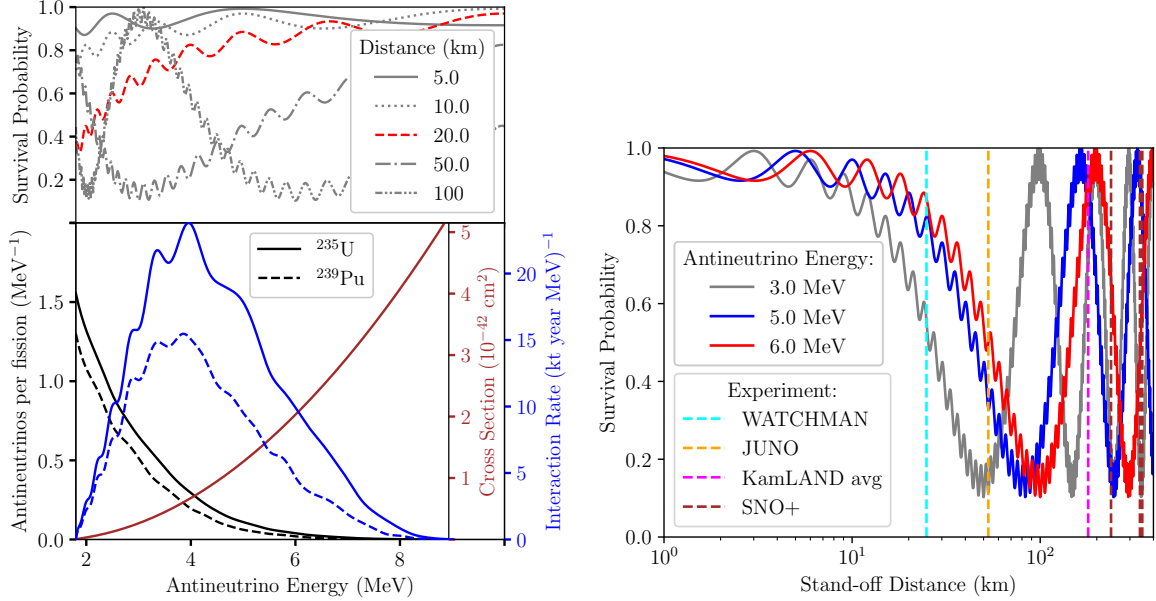 Survival Probability
1.0
0.8
0.6
0.4
0.2
Distance (km)
5.0
10.0
20.0
50.0
100
Antineutrinos per fission (MeV⁻¹)
1.5
1.0
0.5
0.0
²³⁵U
²³⁹Pu
2
4
6
8
Antineutrino Energy (MeV)
5
4
3
2
1
Cross Section (10⁻⁴² cm²)
20
15
10
5
0
Interaction Rate (kt year MeV)⁻¹
Survival Probability
1.0
0.8
0.6
0.4
0.2
0.0
Antineutrino Energy:
3.0 MeV
5.0 MeV
6.0 MeV
Experiment:
WATCHMAN
JUNO
KamLAND avg
SNO+
10⁰
10¹
10²
Stand-off Distance (km)